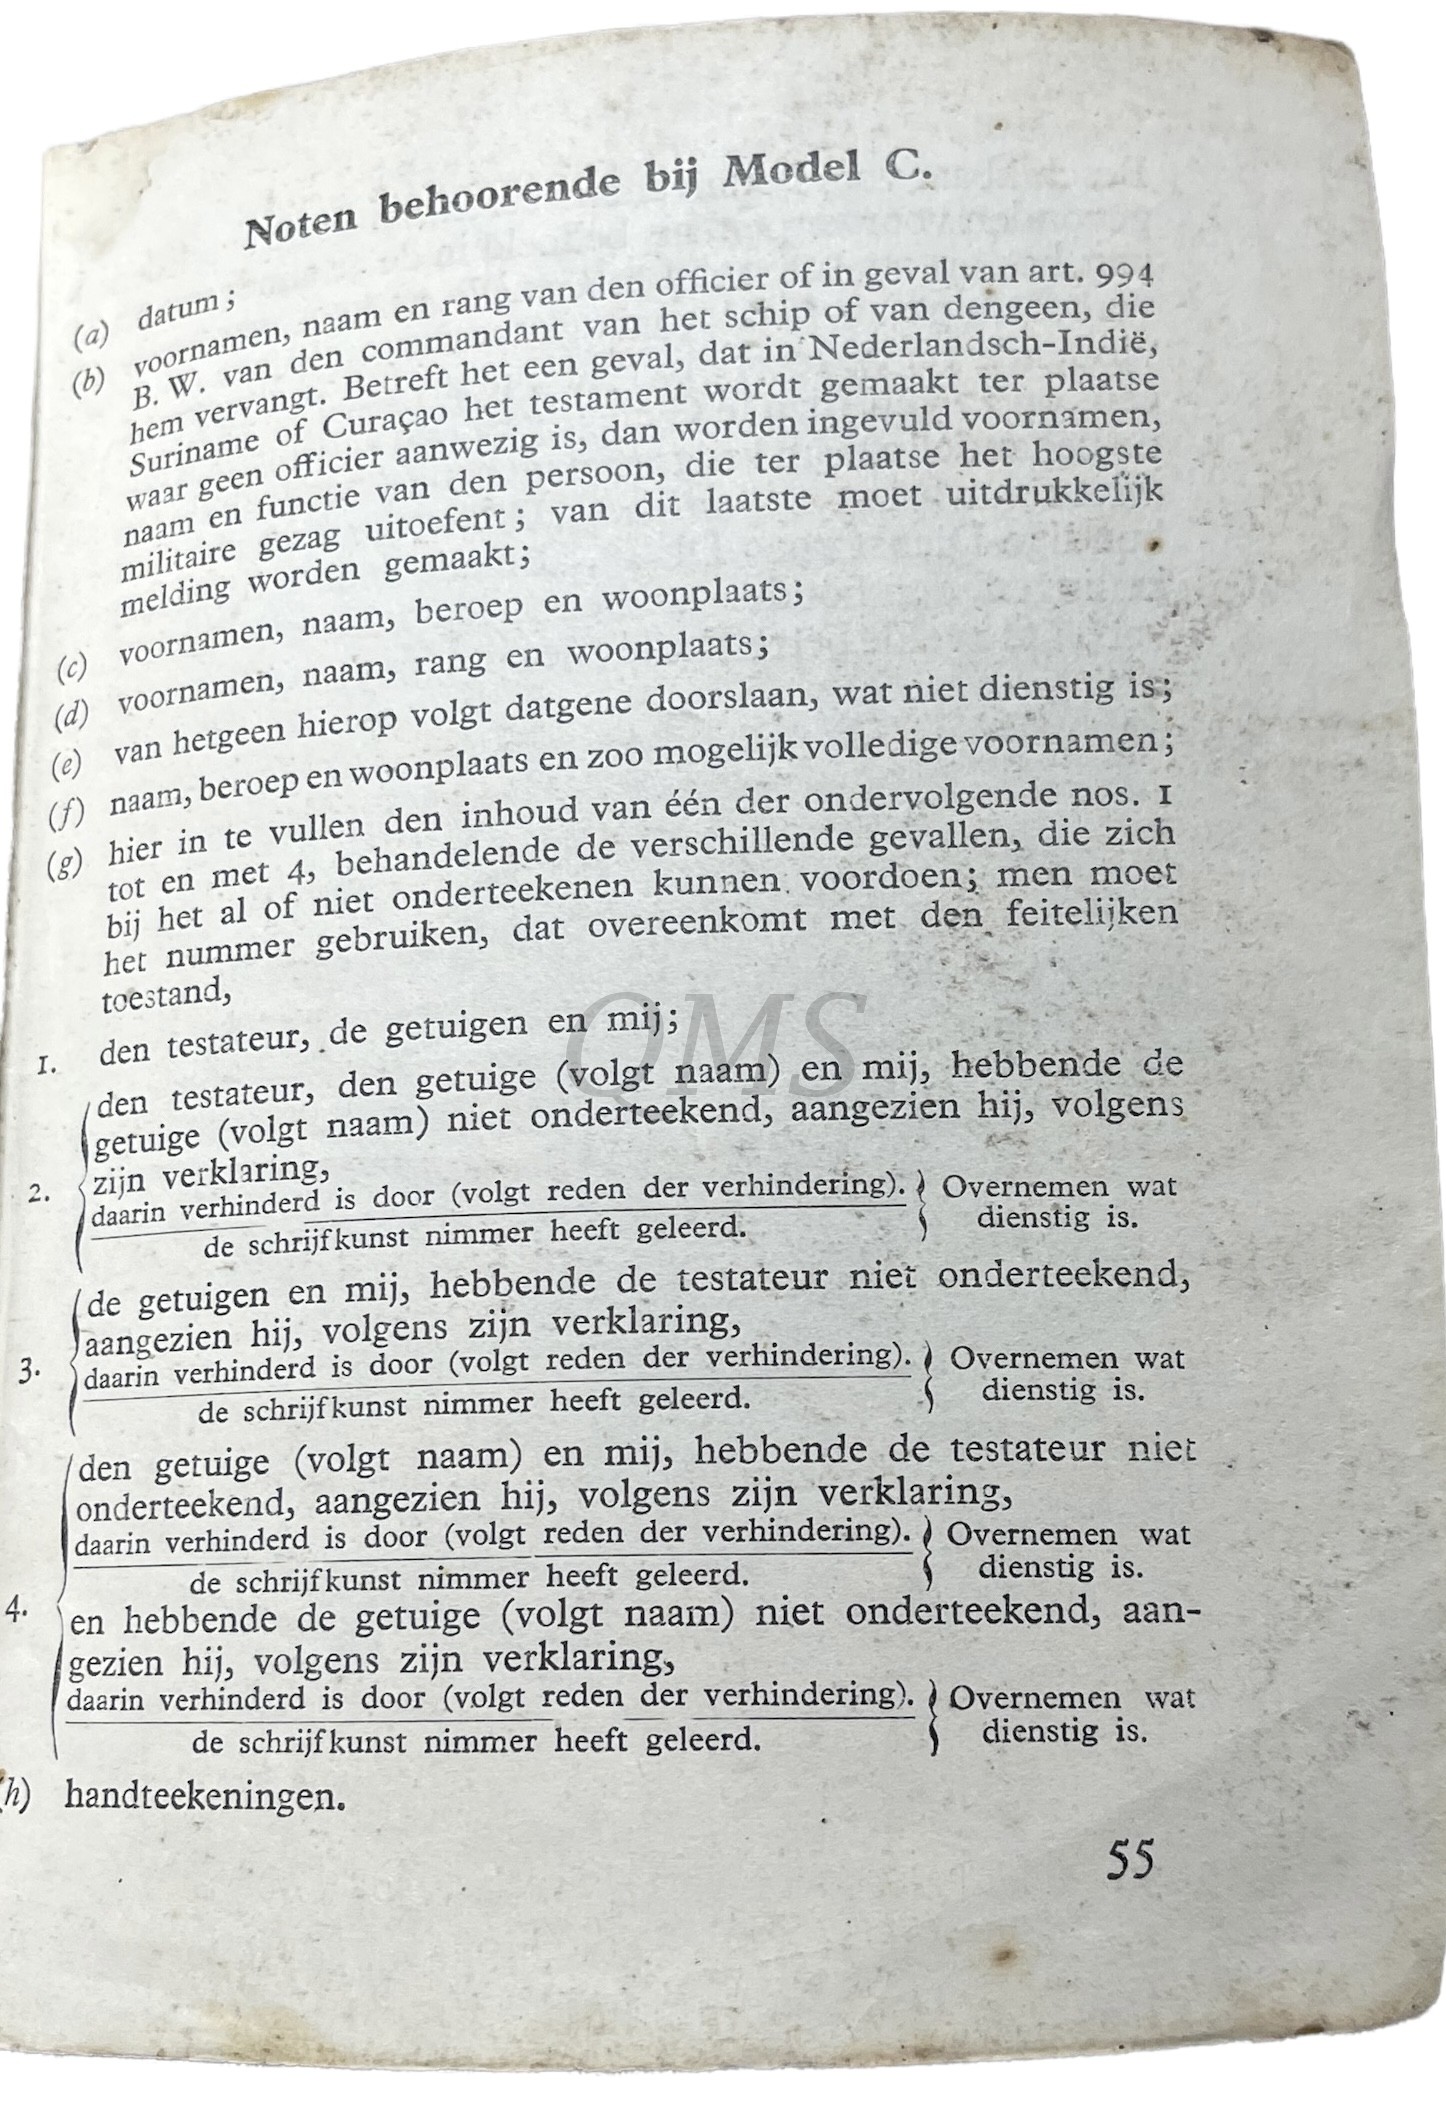 Noten behoorende bij Model C.
(a) datum;
(b) voornamen, naam en rang van den officier of in geval van art. 994
B. W. van den commandant van het schip of van dengeen, die
hem vervangt. Betreft het een geval, dat in Nederlandsch-Indië,
Suriname of Curaçao het testament wordt gemaakt ter plaatse
waar geen officier aanwezig is, dan worden ingevuld voornamen,
naam en functie van den persoon, die ter plaatse het hoogste
militaire gezag uitoefent; van dit laatste moet uitdrukkelijk
melding worden gemaakt;
(c) voornamen, naam, beroep en woonplaats;
(d) voornamen, naam, rang en woonplaats;
(e) van hetgeen hierop volgt datgene doorslaan, wat niet dienstig is;
(f) naam, beroep en woonplaats en zoo mogelijk volledige voornamen;
(g) hier in te vullen den inhoud van één der ondervolgende nos. 1
tot en met 4, behandelende de verschillende gevallen, die zich
bij het al of niet onderteekenen kunnen voordoen; men moet
het nummer gebruiken, dat overeenkomt met den feitelijken
toestand,
1. den testateur, de getuigen en mij;
den testateur, den getuige (volgt naam) en mij, hebbende de
getuige (volgt naam) niet onderteekend, aangezien hij, volgens
zijn verklaring,
2. daarin verhinderd is door (volgt reden der verhindering). } Overnemen wat
de schrijfkunst nimmer heeft geleerd. dienstig is.
de getuigen en mij, hebbende de testateur niet onderteekend,
aangezien hij, volgens zijn verklaring,
3. daarin verhinderd is door (volgt reden der verhindering). } Overnemen wat
de schrijfkunst nimmer heeft geleerd. dienstig is.
den getuige (volgt naam) en mij, hebbende de testateur niet
onderteekend, aangezien hij, volgens zijn verklaring,
daarin verhinderd is door (volgt reden der verhindering). } Overnemen wat
de schrijfkunst nimmer heeft geleerd. dienstig is.
4. en hebbende de getuige (volgt naam) niet onderteekend, aan-
gezien hij, volgens zijn verklaring,
daarin verhinderd is door (volgt reden der verhindering). } Overnemen wat
de schrijfkunst nimmer heeft geleerd. dienstig is.
(h) handteekeningen.
55
QMS